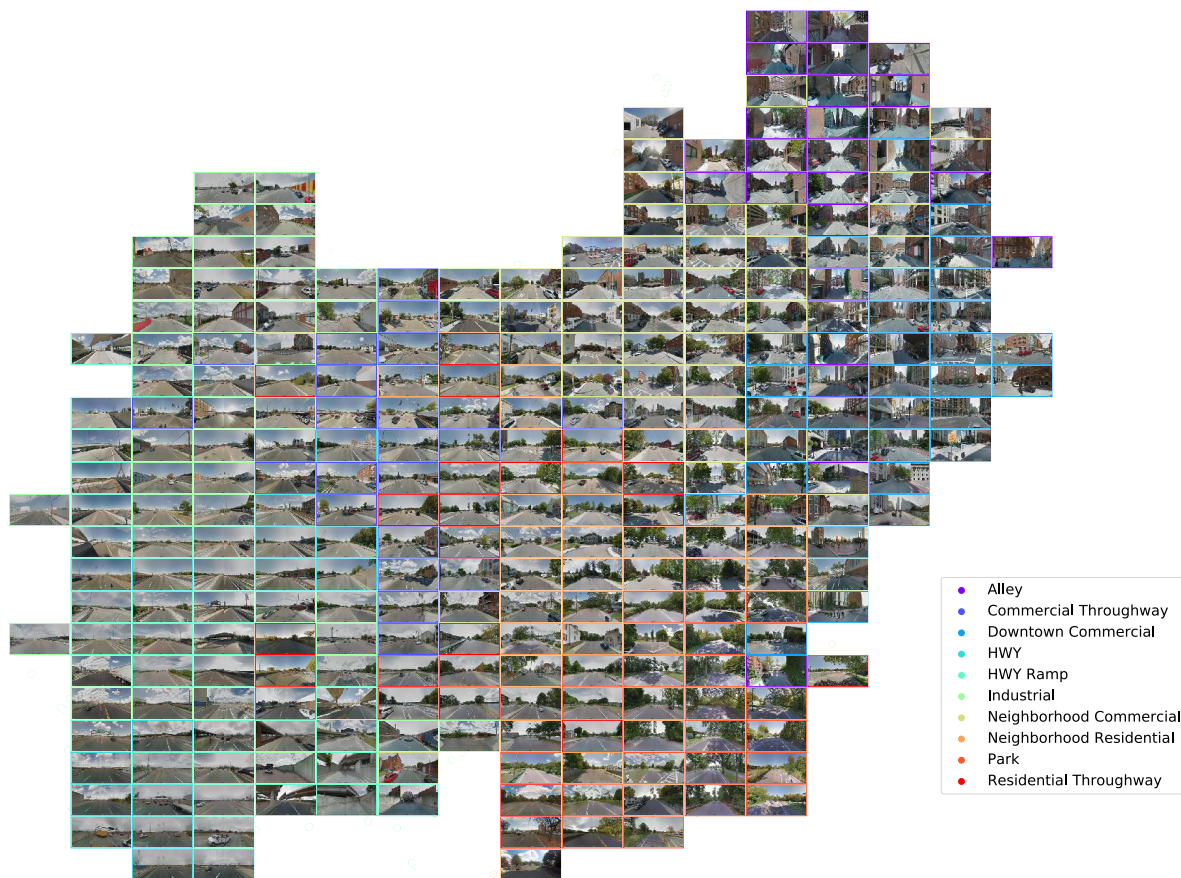 Alley
Commercial Throughway
Downtown Commercial
HWY
HWY Ramp
Industrial
Neighborhood Commercial
Neighborhood Residential
Park
Residential Throughway